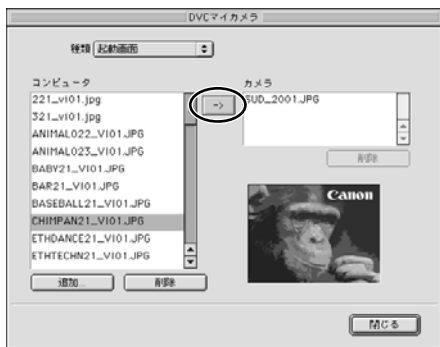 DVCマイカメラ
種類 起動画面
コンピュータ
221_vi01.jpg
321_vi01.jpg
ANIMAL022_VI01.JPG
ANIMAL023_VI01.JPG
BABY21_VI01.JPG
BAR21_VI01.JPG
BASEBALL21_VI01.JPG
CHIMPAN21_VI01.JPG
ETHDANCE21_VI01.JPG
ETHTECHN21_VI01.JPG
追加... 削除
->
カメラ
SUD_2001.JPG
削除
Canon
閉じる